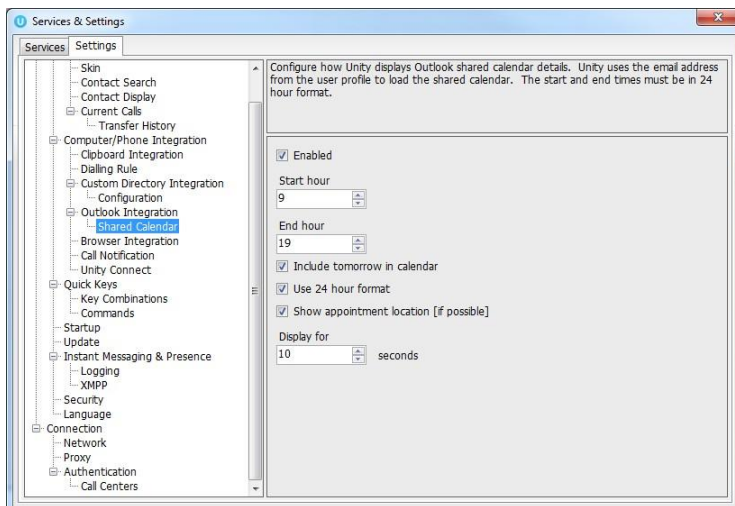 Services & Settings
Services
Settings
Skin
Contact Search
Contact Display
Current Calls
Transfer History
Computer/Phone Integration
Clipboard Integration
Dialling Rule
Custom Directory Integration
Configuration
Outlook Integration
Shared Calendar
Browser Integration
Call Notification
Unity Connect
Quick Keys
Key Combinations
Commands
Startup
Update
Instant Messaging & Presence
Logging
XMPP
Security
Language
Connection
Network
Proxy
Authentication
Call Centers
Configure how Unity displays Outlook shared calendar details. Unity uses the email address
from the user profile to load the shared calendar. The start and end times must be in 24
hour format.
Enabled
Start hour
9
End hour
19
Include tomorrow in calendar
Use 24 hour format
Show appointment location [if possible]
Display for
10 seconds